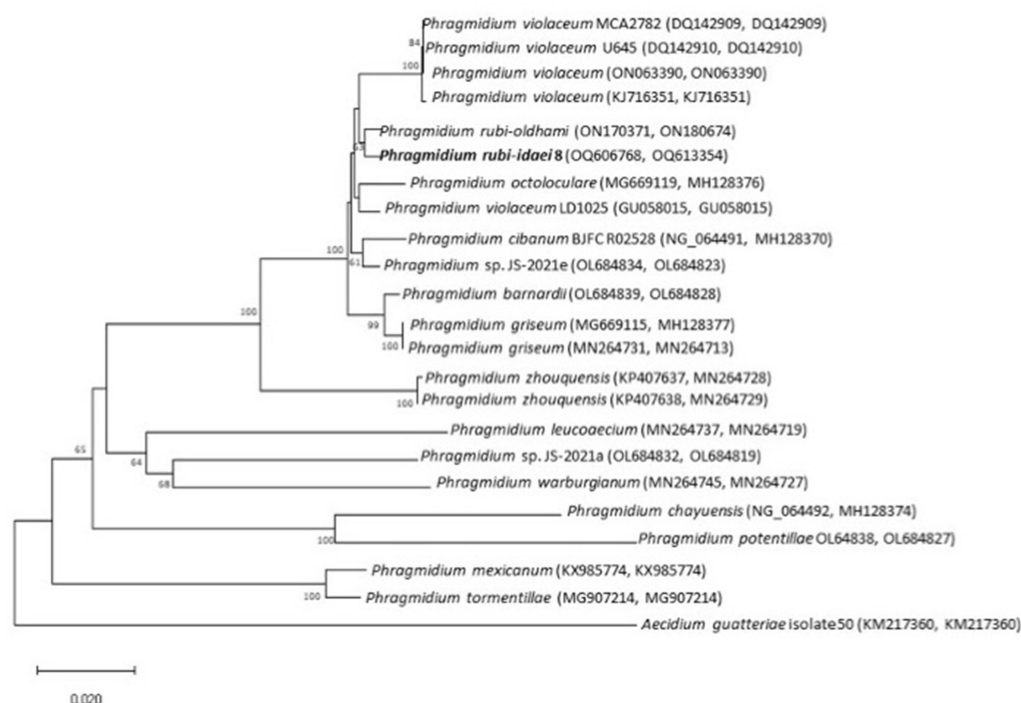 Phragmidium violaceum MCA2782 (DQ142909, DQ142909)
84
Phragmidium violaceum U645 (DQ142910, DQ142910)
100
Phragmidium violaceum (ON063390, ON063390)
Phragmidium violaceum (KJ716351, KJ716351)
Phragmidium rubi-oldhami (ON170371, ON180674)
Phragmidium rubi-idaei 8 (OQ606768, OQ613354)
Phragmidium octoloculare (MG669119, MH128376)
Phragmidium violaceum LD1025 (GU058015, GU058015)
Phragmidium cibanum BJFC R02528 (NG_064491, MH128370)
100
61
Phragmidium sp. JS-2021e (OL684834, OL684823)
Phragmidium barnardii (OL684839, OL684828)
100
99
Phragmidium griseum (MG669115, MH128377)
100
Phragmidium griseum (MN264731, MN264713)
Phragmidium zhouquensis (KP407637, MN264728)
100
Phragmidium zhouquensis (KP407638, MN264729)
Phragmidium leucoaecium (MN264737, MN264719)
65
64
Phragmidium sp. JS-2021a (OL684832, OL684819)
68
Phragmidium warburgianum (MN264745, MN264727)
Phragmidium chayuensis (NG_064492, MH128374)
100
Phragmidium potentillae OL64838, OL684827)
Phragmidium mexicanum (KX985774, KX985774)
100
Phragmidium tormentillae (MG907214, MG907214)
Aecidium guatteriae isolate50 (KM217360, KM217360)
0.020